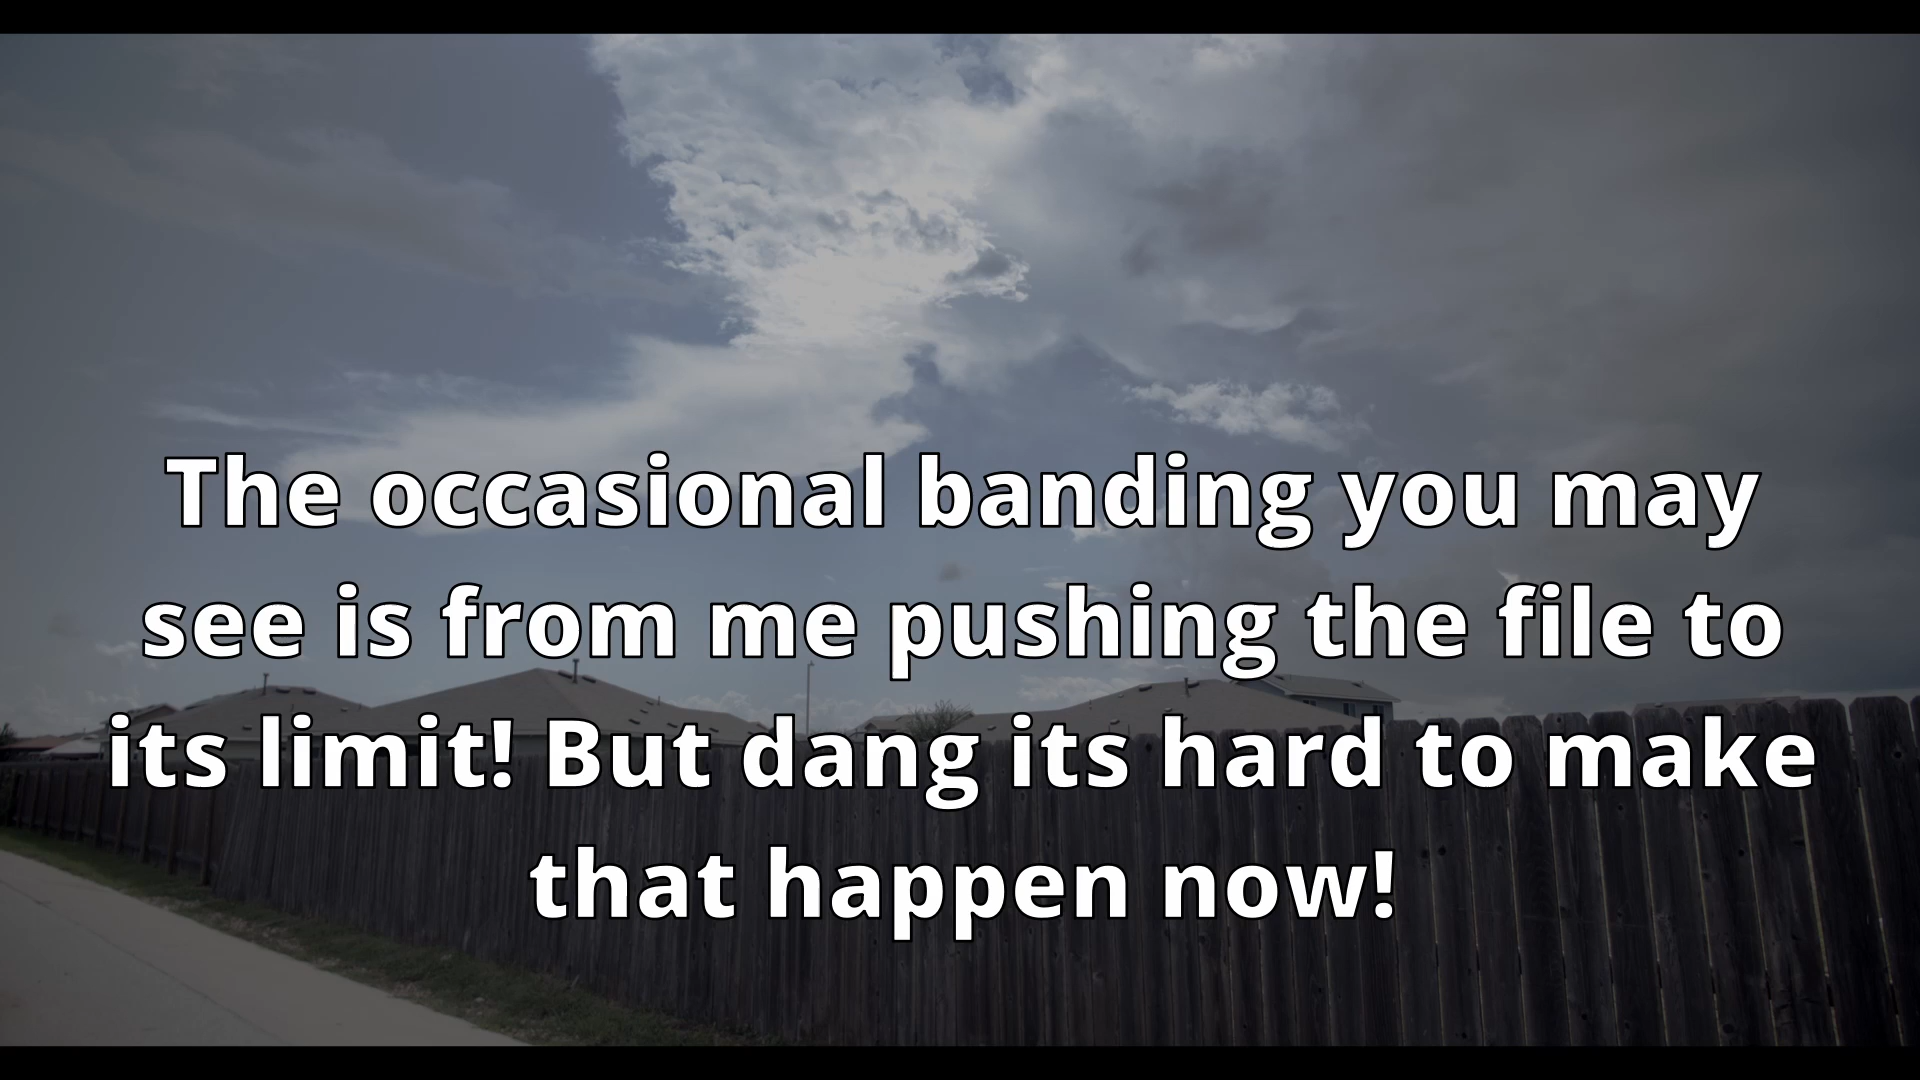 The occasional banding you may
see is from me pushing the file to
its limit! But dang its hard to make
that happen now!